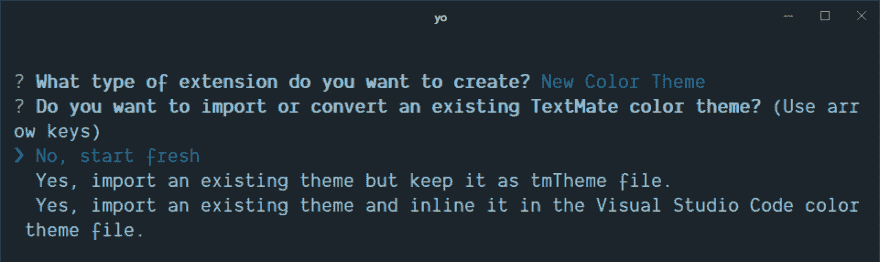 yo
? What type of extension do you want to create? New Color Theme
? Do you want to import or convert an existing TextMate color theme? (Use arr
ow keys)
❯ No, start fresh
Yes, import an existing theme but keep it as tmTheme file.
Yes, import an existing theme and inline it in the Visual Studio Code color
theme file.